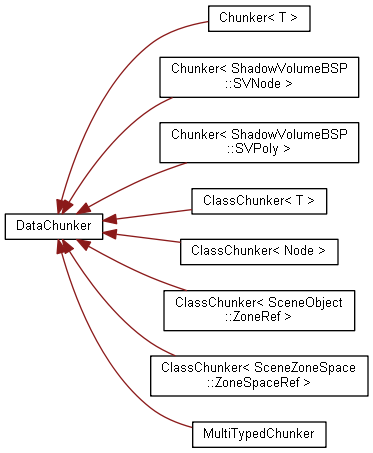 Chunker< T >
Chunker< ShadowVolumeBSP
::SVNode >
Chunker< ShadowVolumeBSP
::SVPoly >
ClassChunker< T >
DataChunker
ClassChunker< Node >
ClassChunker< SceneObject
::ZoneRef >
ClassChunker< SceneZoneSpace
::ZoneSpaceRef >
MultiTypedChunker